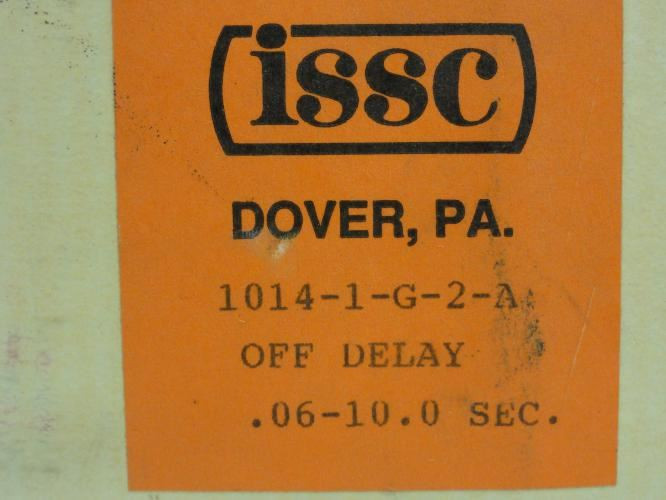 issc
DOVER, PA.
1014-1-G-2-A
OFF DELAY
.06-10.0 SEC.